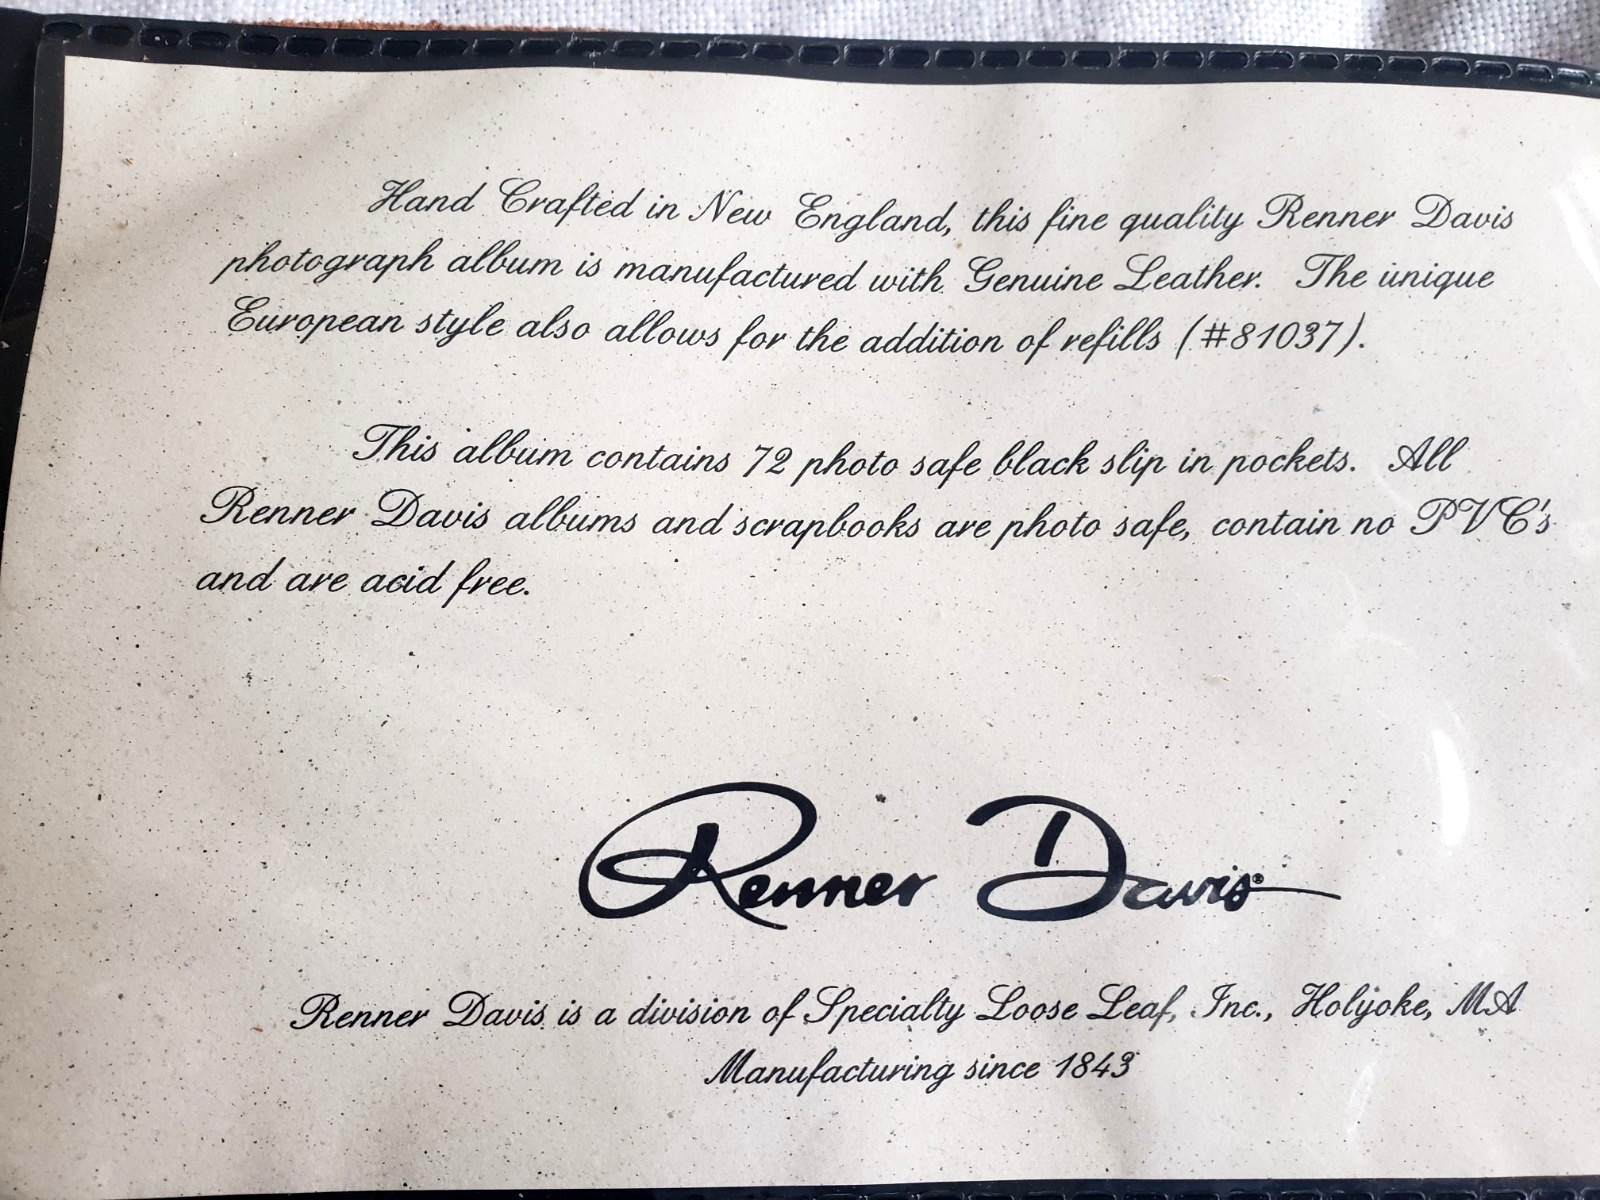 Hand Crafted in New England, this fine quality Renner Davis
photograph album is manufactured with Genuine Leather. The unique
European style also allows for the addition of refills (#81037).
This album contains 72 photo safe black slip in pockets. All
Renner Davis albums and scrapbooks are photo safe, contain no PVC's
and are acid free.
Renner Davis®
Renner Davis is a division of Specialty Loose Leaf, Inc., Holyoke, MA
Manufacturing since 1843